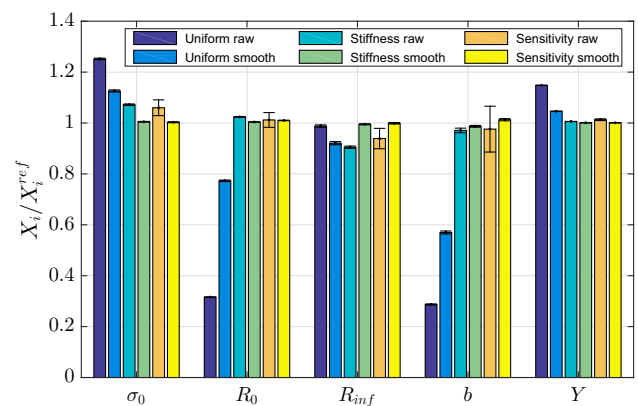 1.4
Uniform raw Stiffness raw Sensitivity raw
Uniform smooth Stiffness smooth Sensitivity smooth
1.2
1
0.8
0.6
0.4
0.2
0
X_i/X_i^{ref}
σ_0 R_0 R_{inf} b Y